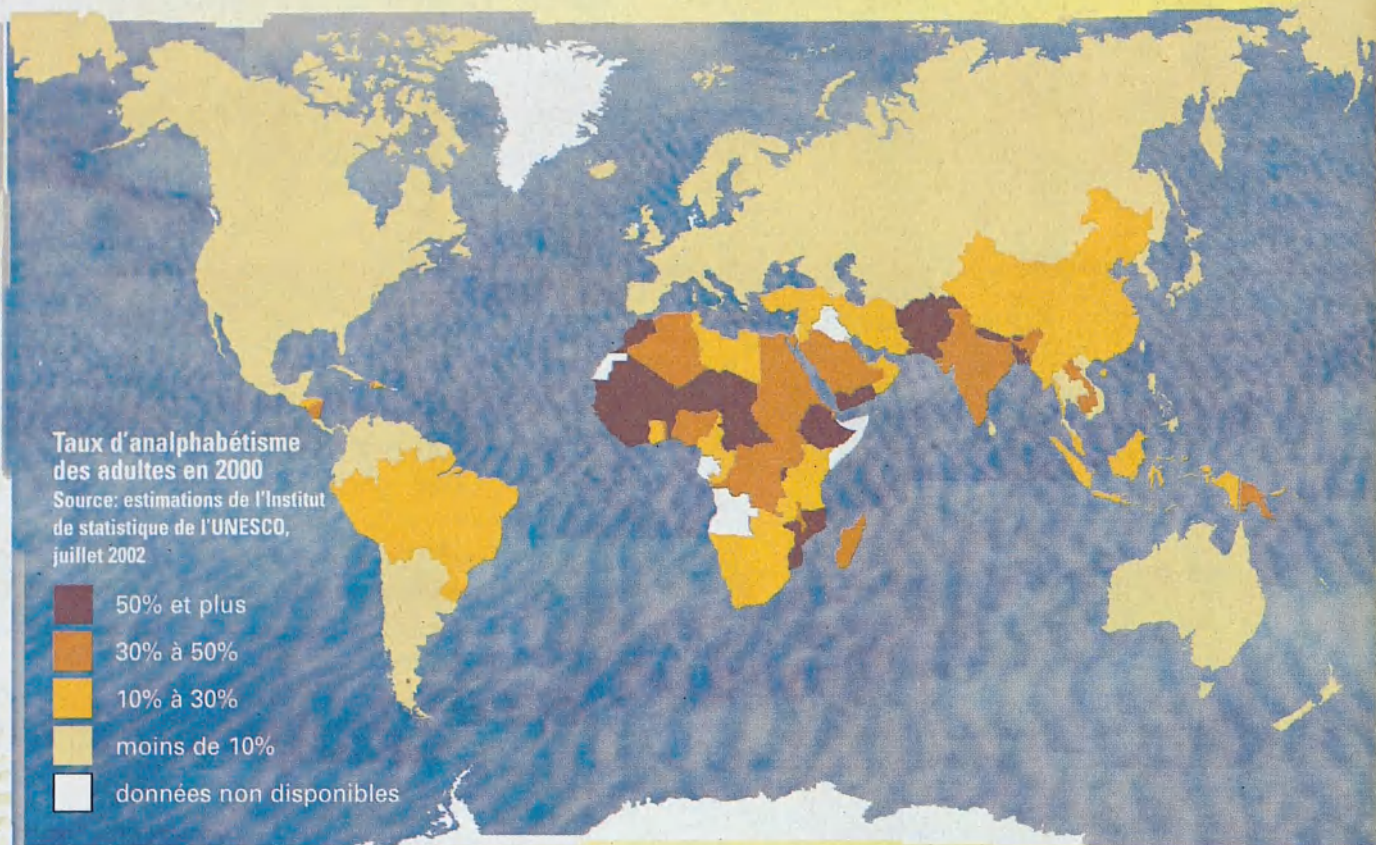 Taux d'analphabétisme
des adultes en 2000
Source: estimations de l'Institut
de statistique de l'UNESCO,
juillet 2002
50% et plus
30% à 50%
10% à 30%
moins de 10%
données non disponibles